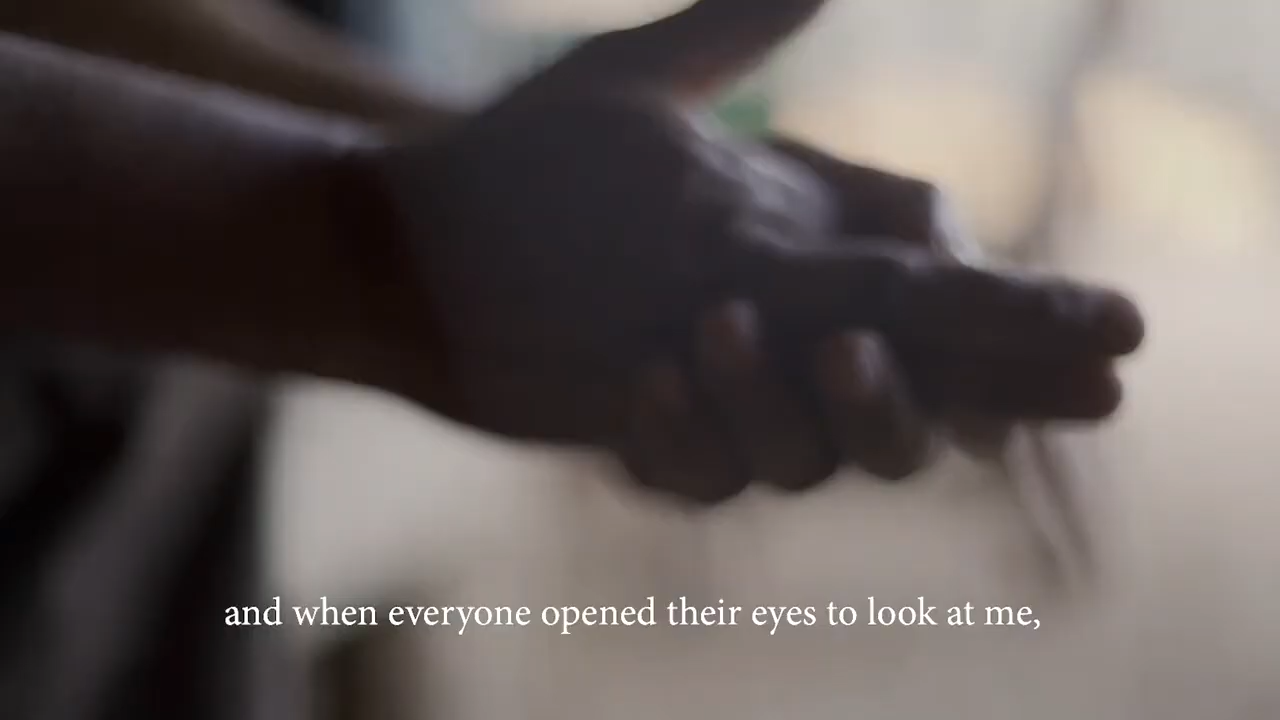 and when everyone opened their eyes to look at me,